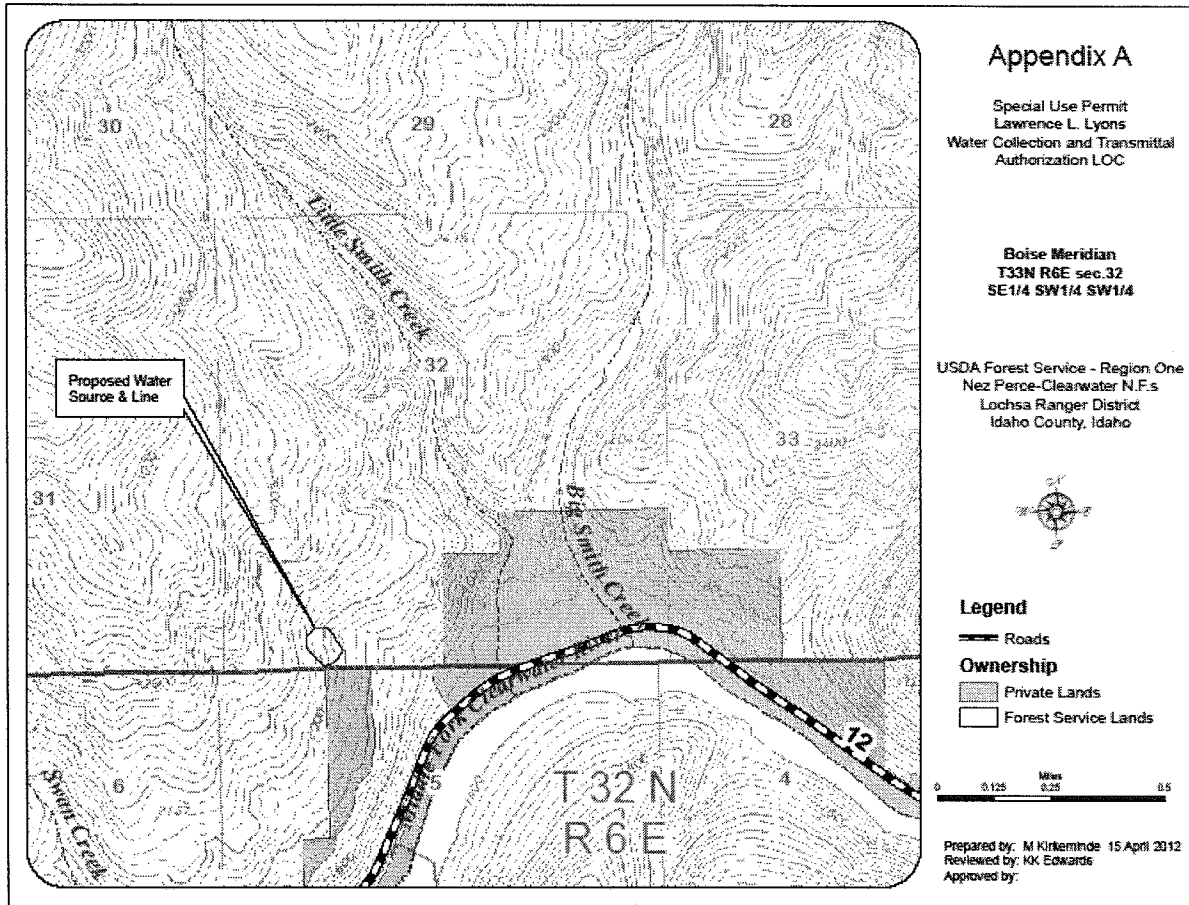 Appendix A
Special Use Permit
Lawrence L. Lyons
Water Collection and Transmittal
Authorization LOC
Boise Meridian
T33N R6E sec.32
SE1/4 SW1/4 SW1/4
USDA Forest Service - Region One
Nez Perce-Clearwater N.F.s
Lochsa Ranger District
Idaho County, Idaho
Legend
Roads
Ownership
Private Lands
Forest Service Lands
Miles
0 0.125 0.25 0.5
Prepared by: M Kirkeminde 15 April 2012
Reviewed by: KK Edwards
Approved by:
30
29
28
Little Smith Creek
32
Proposed Water
Source & Line
33
31
Big Smith Creek
Middle Fork Clearwater
12
6
5
4
T 32 N
R 6 E
Swan Creek